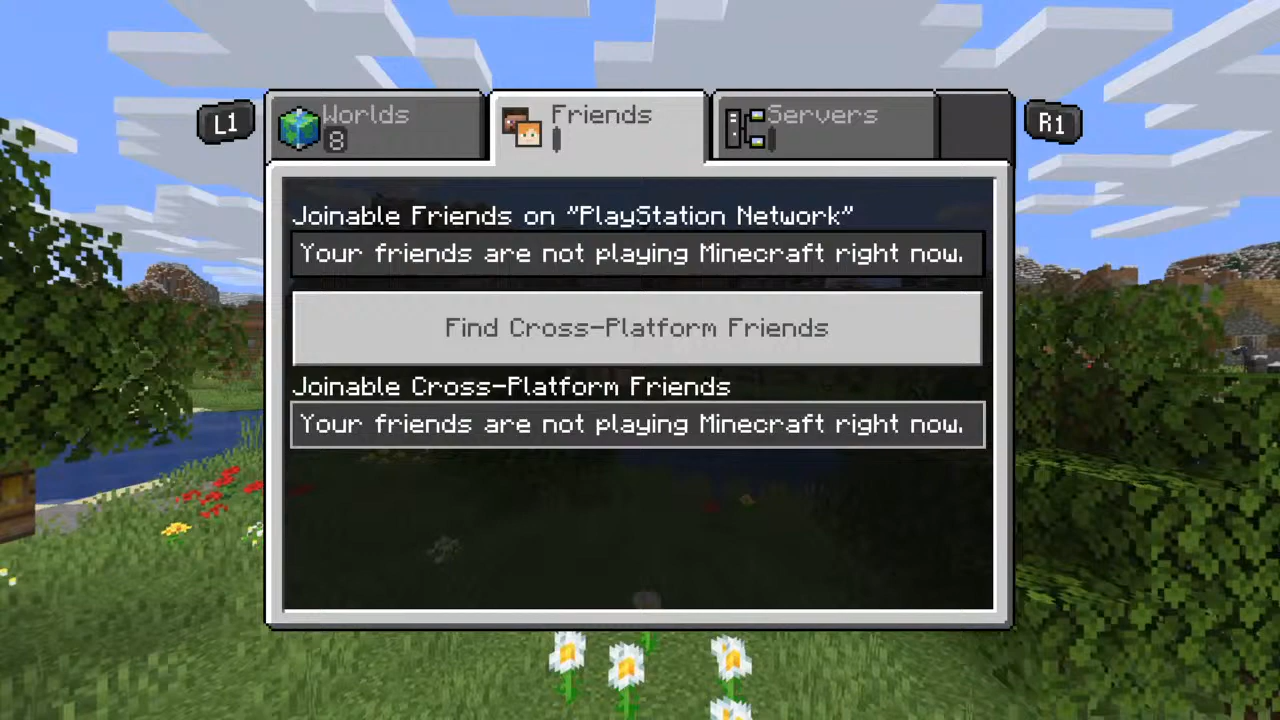 L1
Worlds
8
Friends
Servers
R1
Joinable Friends on "PlayStation Network"
Your friends are not playing Minecraft right now.
Find Cross-Platform Friends
Joinable Cross-Platform Friends
Your friends are not playing Minecraft right now.